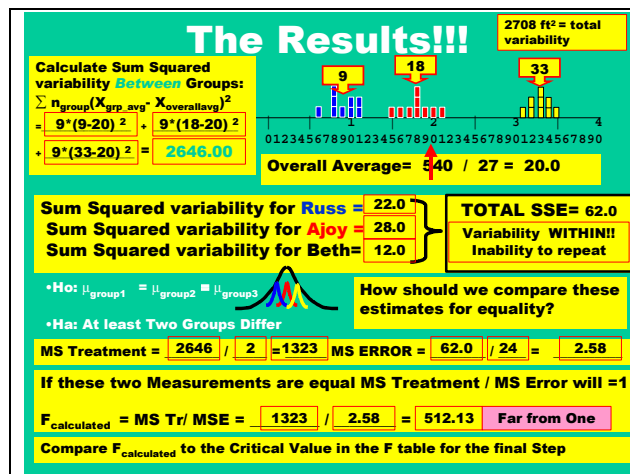 The Results!!!
2708 ft² = total
variability
Calculate Sum Squared
variability Between Groups:
∑ n group(X grp_avg- X overallavg)²
= 9*(9-20) ² + 9*(18-20) ²
+ 9*(33-20) ² = 2646.00
9 18 33
1 2 3 4
0123456789012345678901234567890123456789 0
Overall Average= 540 / 27 = 20.0
Sum Squared variability for Russ = 22.0
Sum Squared variability for Ajoy = 28.0
Sum Squared variability for Beth= 12.0
TOTAL SSE= 62.0
Variability WITHIN!!
Inability to repeat
•Ho: μgroup1 = μgroup2 = μgroup3
•Ha: At least Two Groups Differ
How should we compare these
estimates for equality?
MS Treatment = 2646 / 2 =1323 MS ERROR = 62.0 / 24 = 2.58
If these two Measurements are equal MS Treatment / MS Error will =1
Fcalculated = MS Tr/ MSE = 1323 / 2.58 = 512.13 Far from One
Compare Fcalculated to the Critical Value in the F table for the final Step